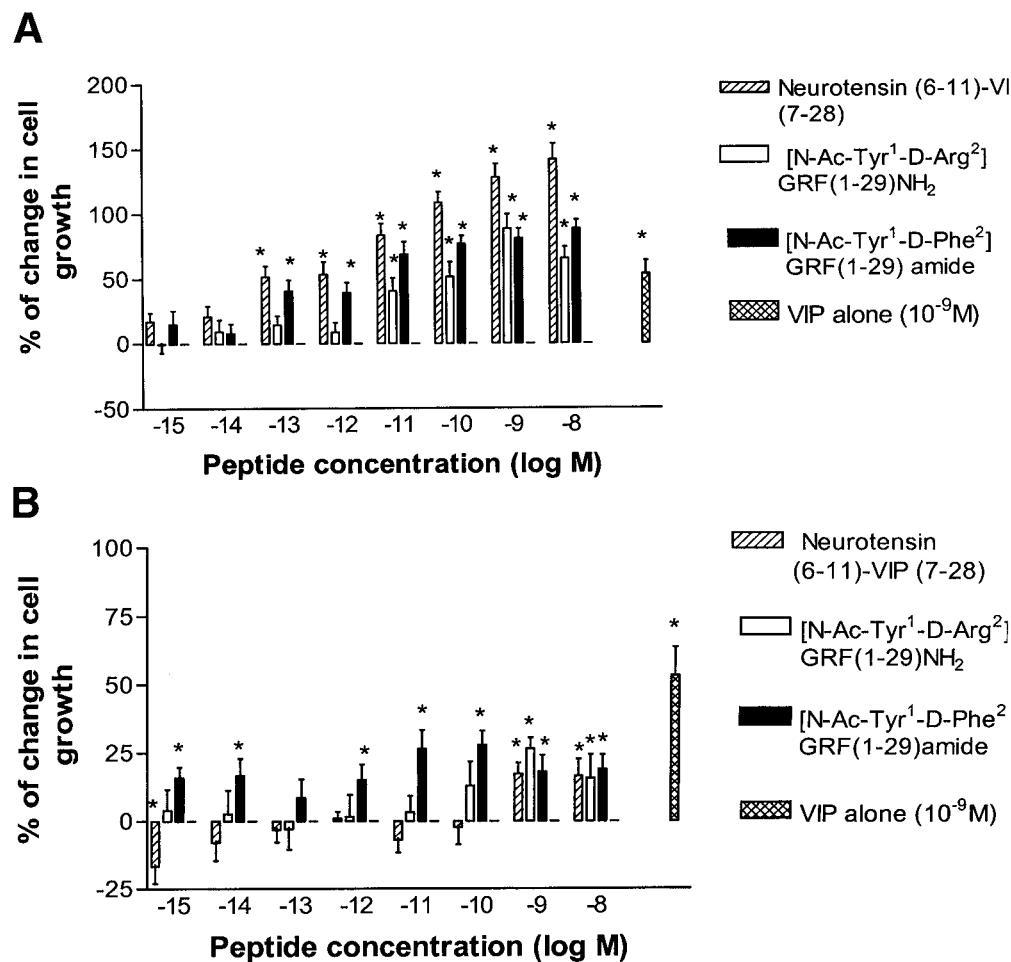 A
200
150
100
50
0
-50
% of change in cell
growth
* * * * * * * * * * * * * * * * *
-15 -14 -13 -12 -11 -10 -9 -8
Peptide concentration (log M)
Neurotensin (6-11)-VI
(7-28)
[N-Ac-Tyr¹-D-Arg²]
GRF(1-29)NH₂
[N-Ac-Tyr¹-D-Phe²]
GRF(1-29) amide
VIP alone (10⁻⁹M)
B
100
75
50
25
0
-25
% of change in cell
growth
* * * * * * * * * * * * *
-15 -14 -13 -12 -11 -10 -9 -8
Peptide concentration (log M)
Neurotensin
(6-11)-VIP (7-28)
[N-Ac-Tyr¹-D-Arg²]
GRF(1-29)NH₂
[N-Ac-Tyr¹-D-Phe²
GRF(1-29)amide
VIP alone (10⁻⁹M)